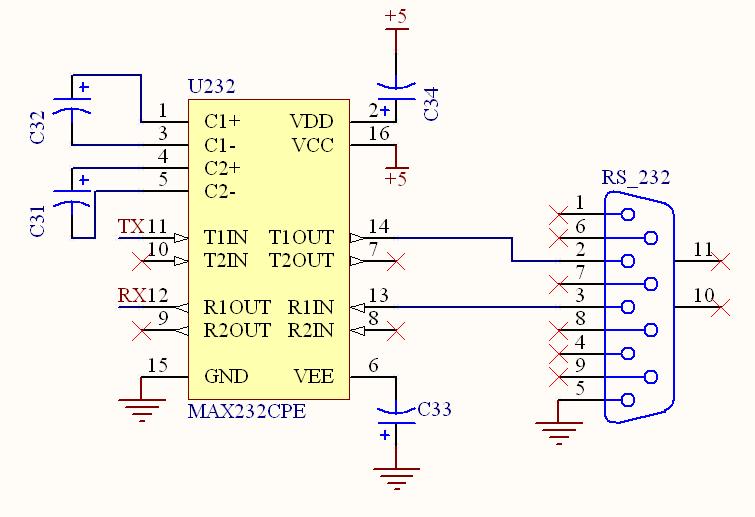 +5
U232
C32
C34
1 C1+ VDD 2
3 C1- VCC 16
4 C2+
+5
5 C2-
C31
RS_232
1
TX 11 T1IN T1OUT 14
6
10 T2IN T2OUT 7
2
11
7
RX 12 R1OUT R1IN 13
3
10
9 R2OUT R2IN 8
8
4
15 GND VEE 6
9
5
MAX232CPE
C33